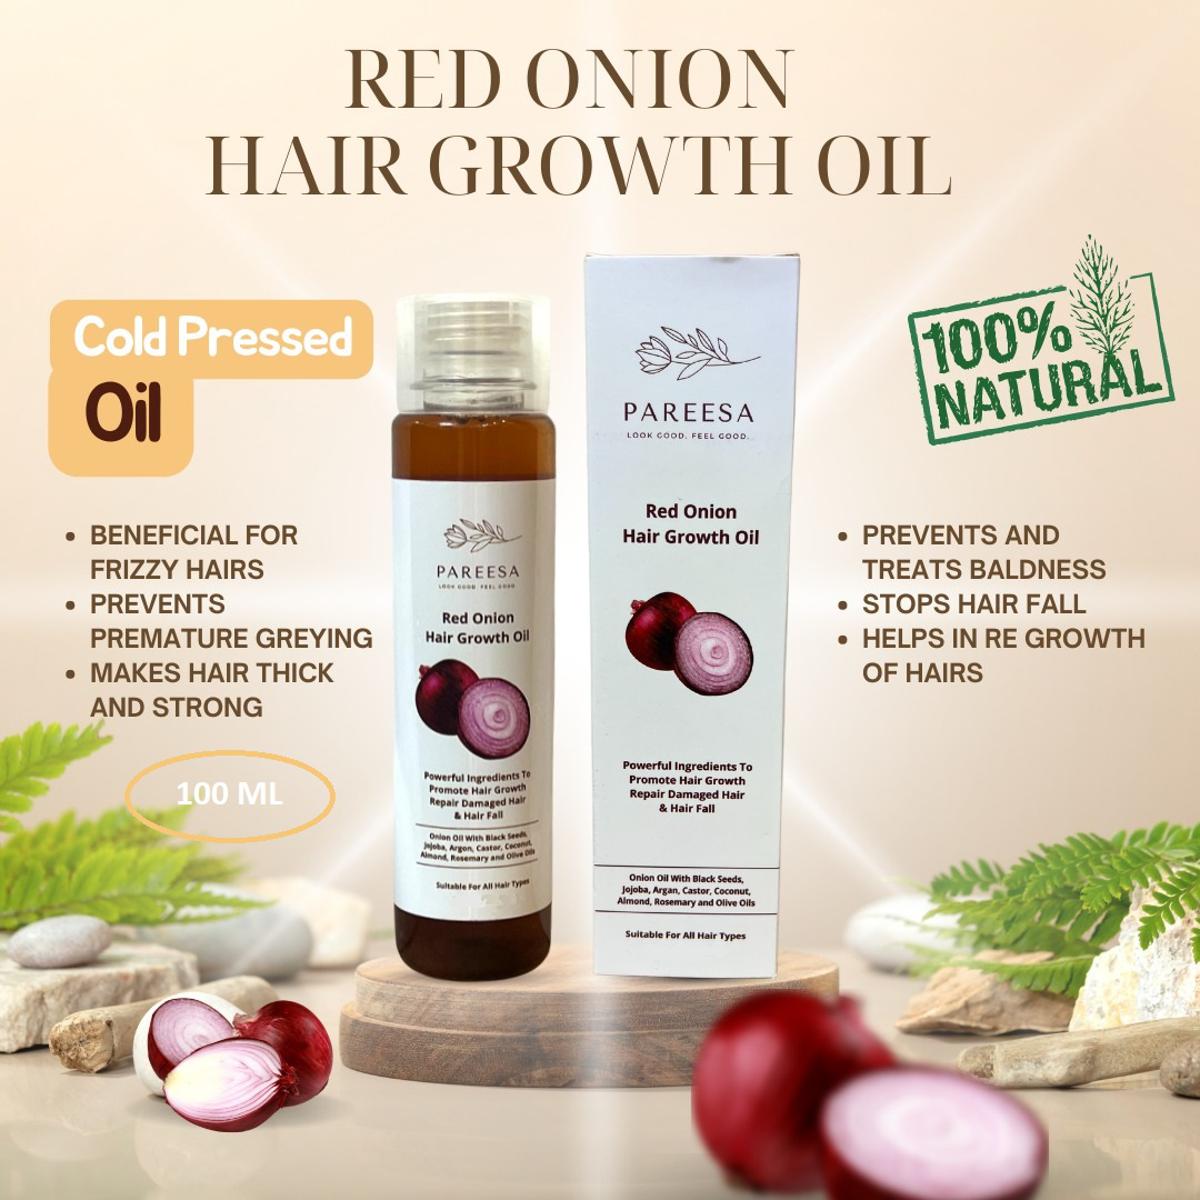 RED ONION
HAIR GROWTH OIL
Cold Pressed
Oil
100%
NATURAL
BENEFICIAL FOR
FRIZZY HAIRS
PREVENTS
PREMATURE GREYING
MAKES HAIR THICK
AND STRONG
100 ML
PAREESA
LOOK GOOD. FEEL GOOD.
Red Onion
Hair Growth Oil
Powerful Ingredients To
Promote Hair Growth
Repair Damaged Hair
& Hair Fall
Onion Oil With Black Seeds,
Jojoba, Argon, Castor, Coconut,
Almond, Rosemary and Olive Oils
Suitable For All Hair Types
PAREESA
LOOK GOOD. FEEL GOOD.
Red Onion
Hair Growth Oil
Powerful Ingredients To
Promote Hair Growth
Repair Damaged Hair
& Hair Fall
Onion Oil With Black Seeds,
Jojoba, Argan, Castor, Coconut,
Almond, Rosemary and Olive Oils
Suitable For All Hair Types
PREVENTS AND
TREATS BALDNESS
STOPS HAIR FALL
HELPS IN RE GROWTH
OF HAIRS